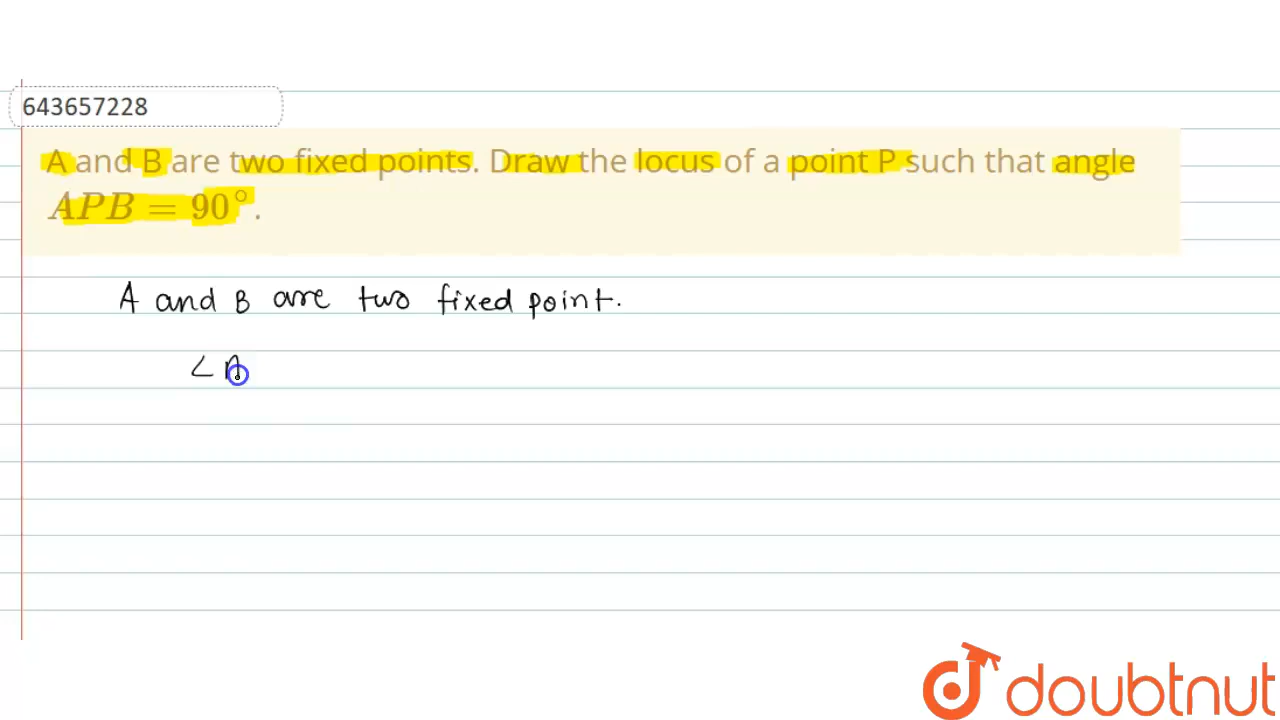 643657228
A and B are two fixed points. Draw the locus of a point P such that angle
APB = 90°.
A and B are two fixed point.
∠ A
doubtnut